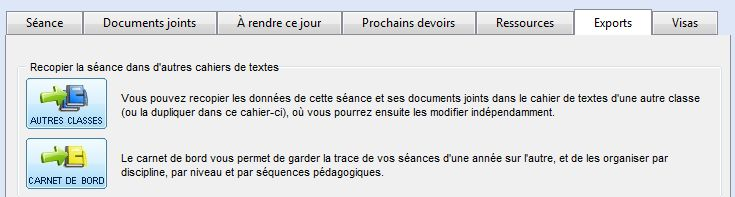 Séance Documents joints À rendre ce jour Prochains devoirs Ressources Exports Visas
Recopier la séance dans d'autres cahiers de textes
AUTRES CLASSES
Vous pouvez recopier les données de cette séance et ses documents joints dans le cahier de textes d'une autre classe
(ou la dupliquer dans ce cahier-ci), où vous pourrez ensuite les modifier indépendamment.
CARNET DE BORD
Le carnet de bord vous permet de garder la trace de vos séances d'une année sur l'autre, et de les organiser par
discipline, par niveau et par séquences pédagogiques.